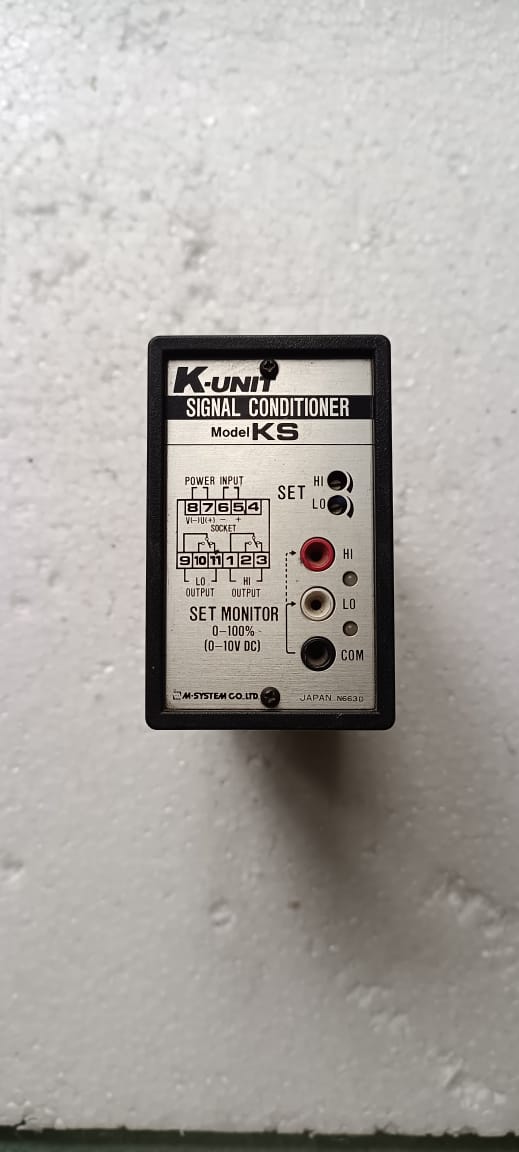 K-UNIT
SIGNAL CONDITIONER
Model KS
POWER INPUT
8 7 6 5 4
V(-) U(+) - +
SOCKET
9 10 11 1 2 3
LO OUTPUT
HI OUTPUT
SET
HI
LO
HI
LO
COM
SET MONITOR
0-100%
(0-10V DC)
M-SYSTEM CO.,LTD.
JAPAN